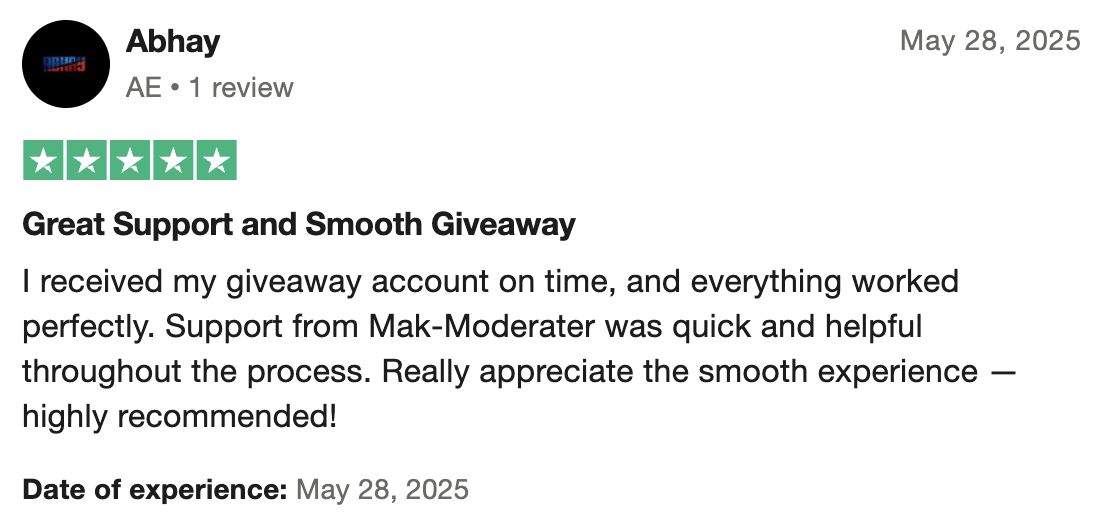 Abhay
May 28, 2025
AE • 1 review
Great Support and Smooth Giveaway
I received my giveaway account on time, and everything worked
perfectly. Support from Mak-Moderater was quick and helpful
throughout the process. Really appreciate the smooth experience —
highly recommended!
Date of experience: May 28, 2025